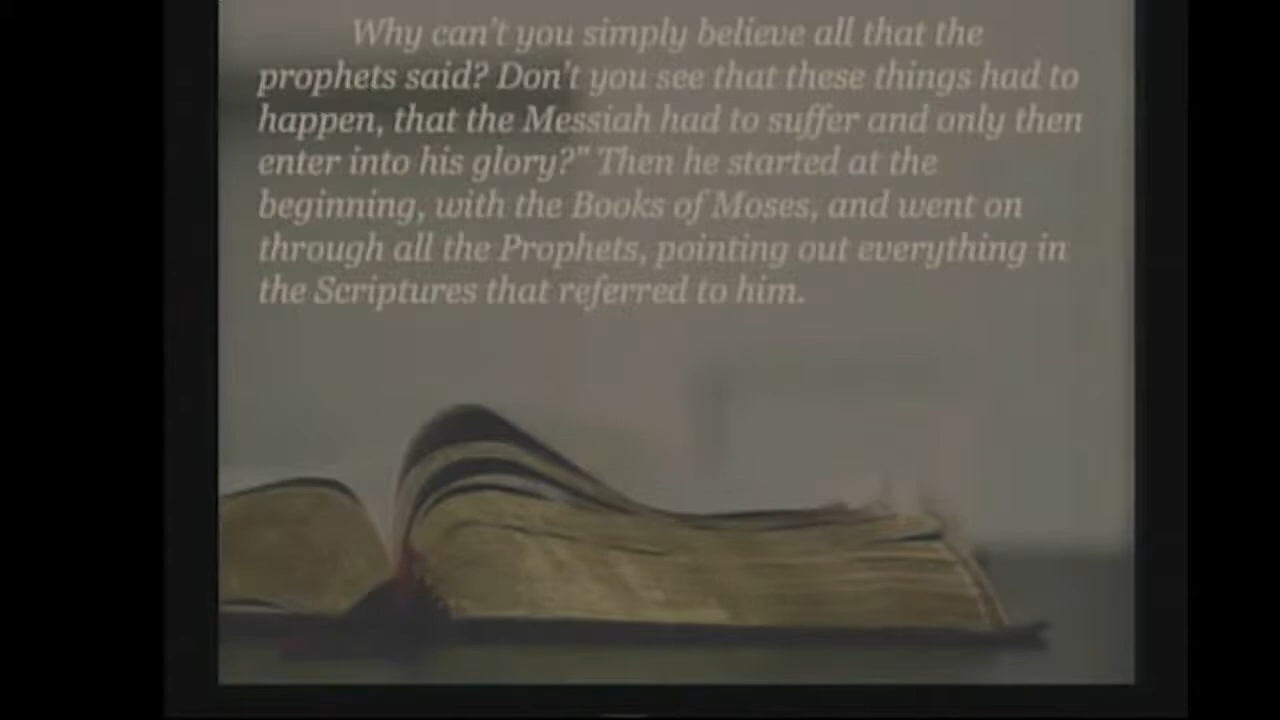 Why can't you simply believe all that the
prophets said? Don't you see that these things had to
happen, that the Messiah had to suffer and only then
enter into his glory?" Then he started at the
beginning, with the Books of Moses, and went on
through all the Prophets, pointing out everything in
the Scriptures that referred to him.